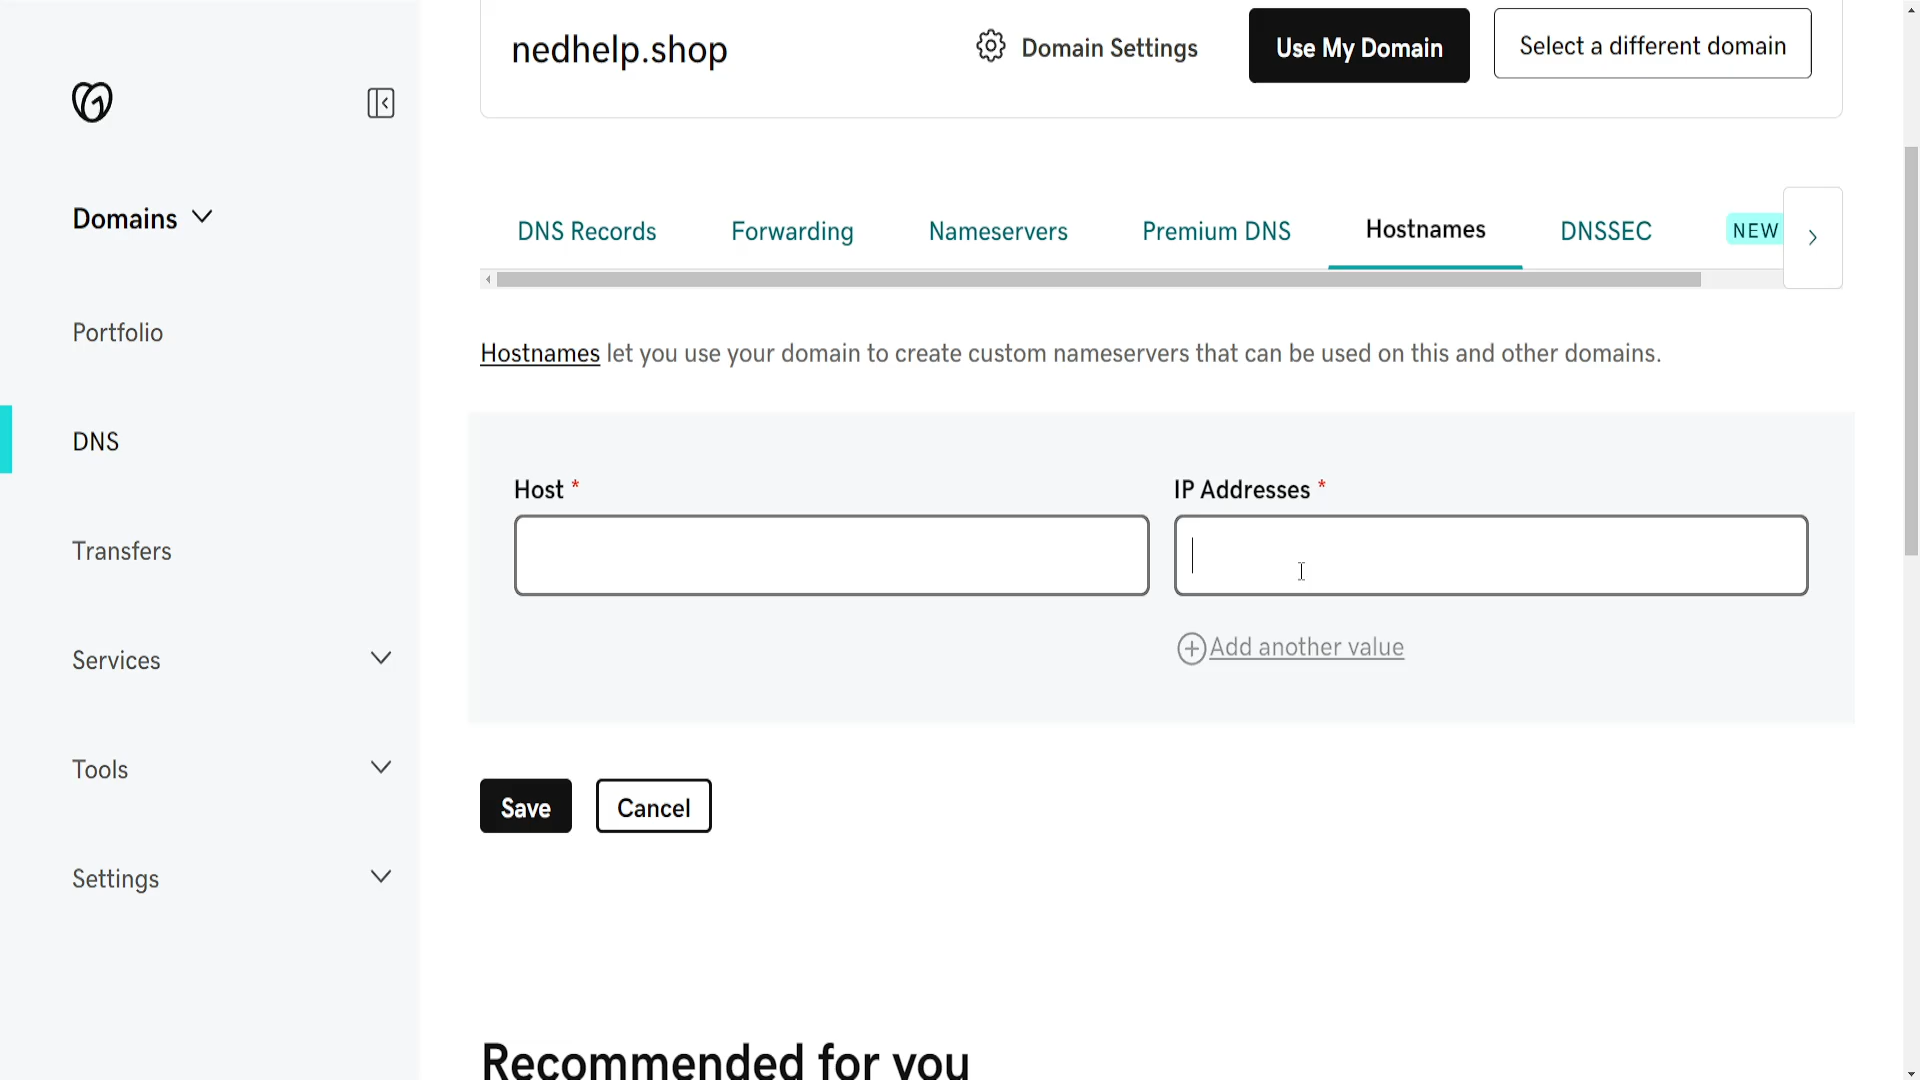 nedhelp.shop
Domain Settings
Use My Domain
Select a different domain
Domains
Portfolio
DNS
Transfers
Services
Tools
Settings
DNS Records
Forwarding
Nameservers
Premium DNS
Hostnames
DNSSEC
NEW
Hostnames let you use your domain to create custom nameservers that can be used on this and other domains.
Host *
IP Addresses *
Add another value
Save
Cancel
Recommended for you